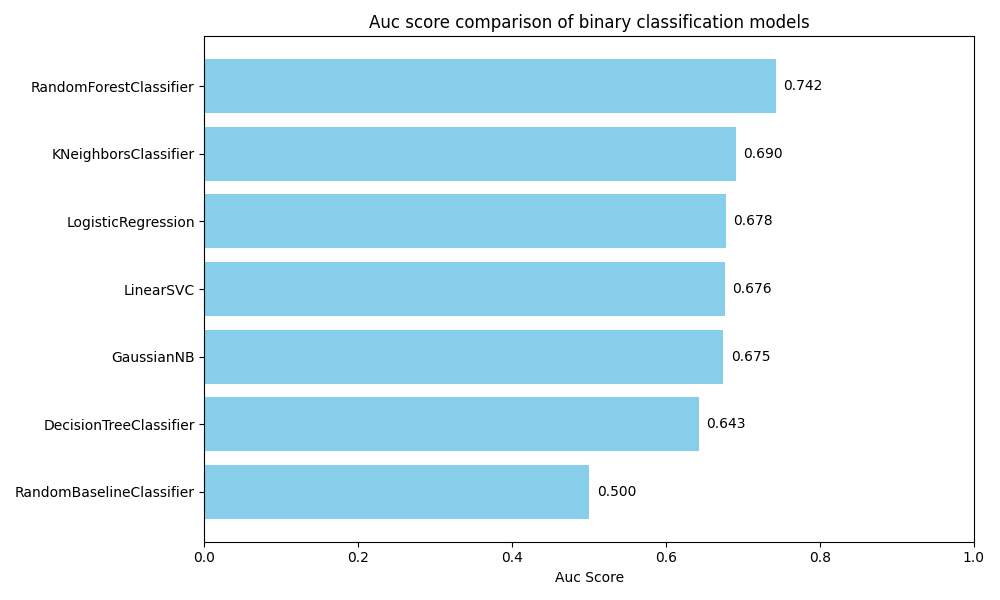 Auc score comparison of binary classification models
RandomForestClassifier 0.742
KNeighborsClassifier 0.690
LogisticRegression 0.678
LinearSVC 0.676
GaussianNB 0.675
DecisionTreeClassifier 0.643
RandomBaselineClassifier 0.500
0.0 0.2 0.4 0.6 0.8 1.0
Auc Score